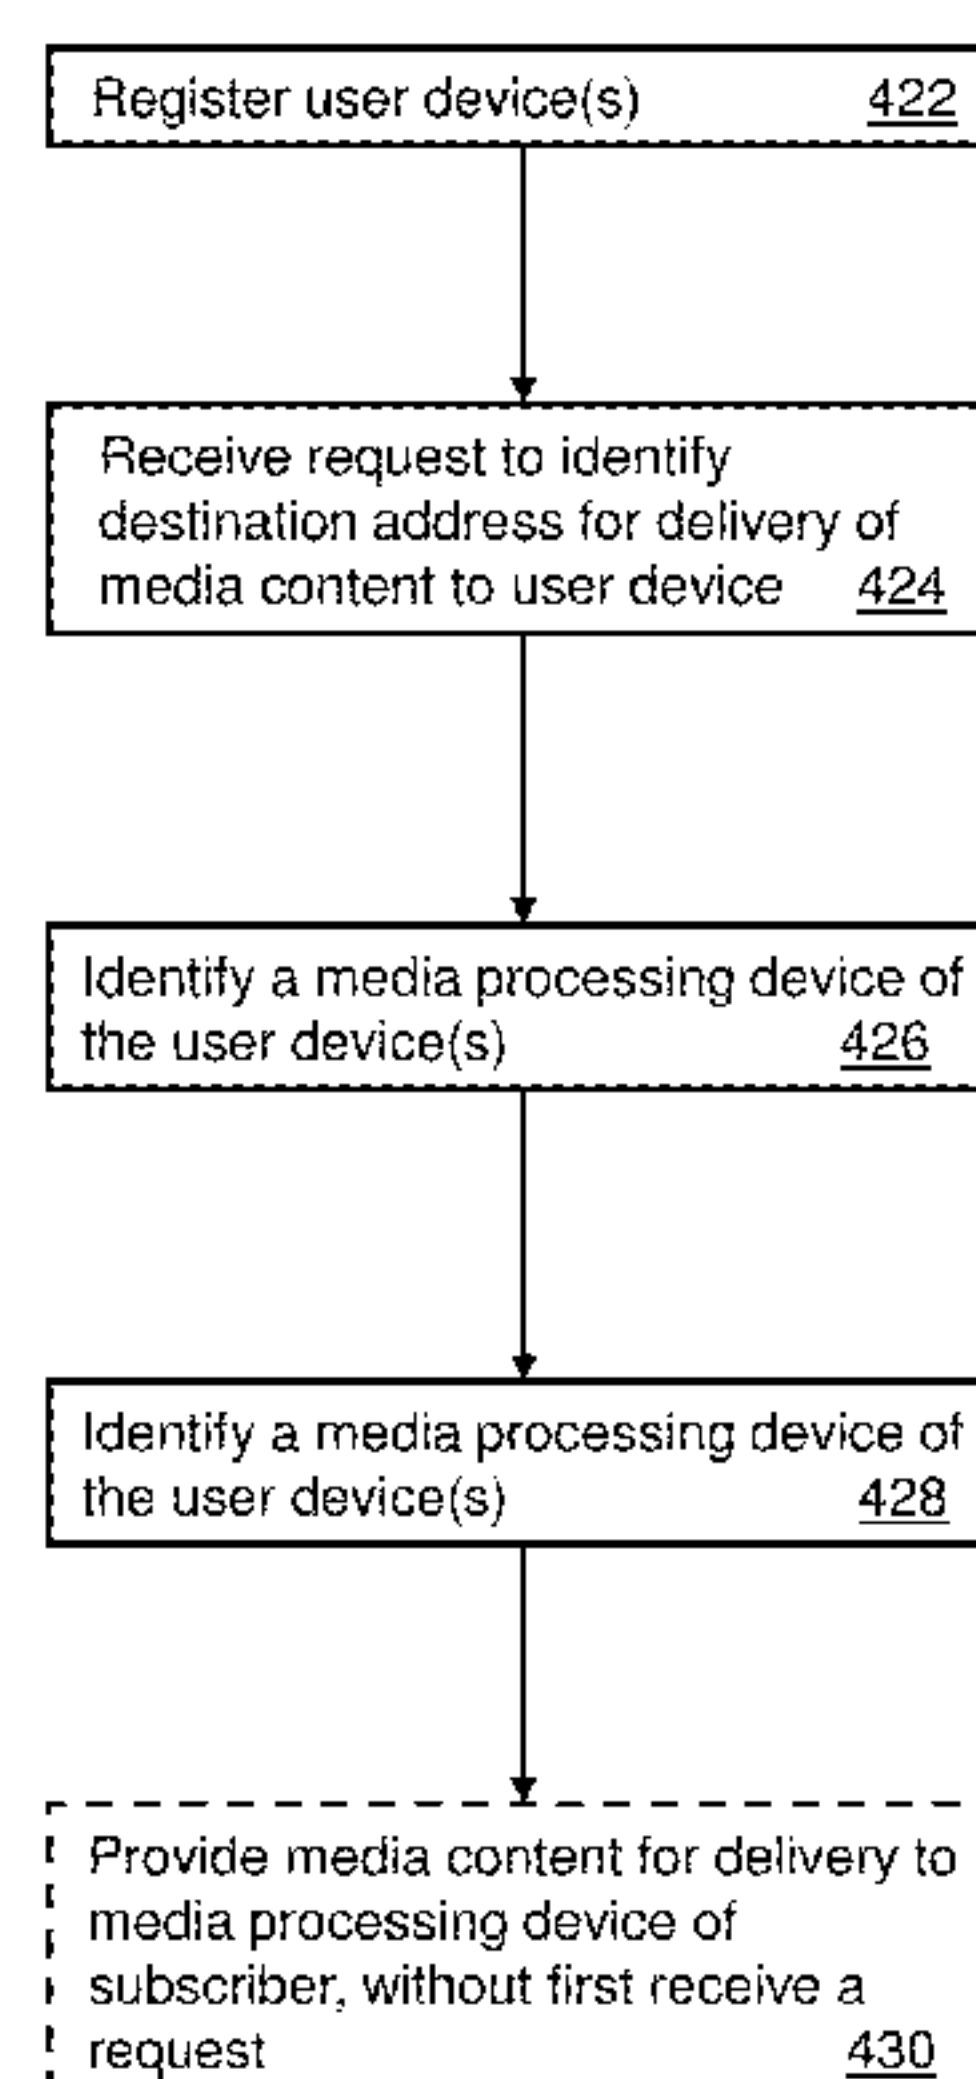 Register user device(s) 422
Receive request to identify
destination address for delivery of
media content to user device 424
Identify a media processing device of
the user device(s) 426
Identify a media processing device of
the user device(s) 428
Provide media content for delivery to
media processing device of
subscriber, without first receive a
request 430